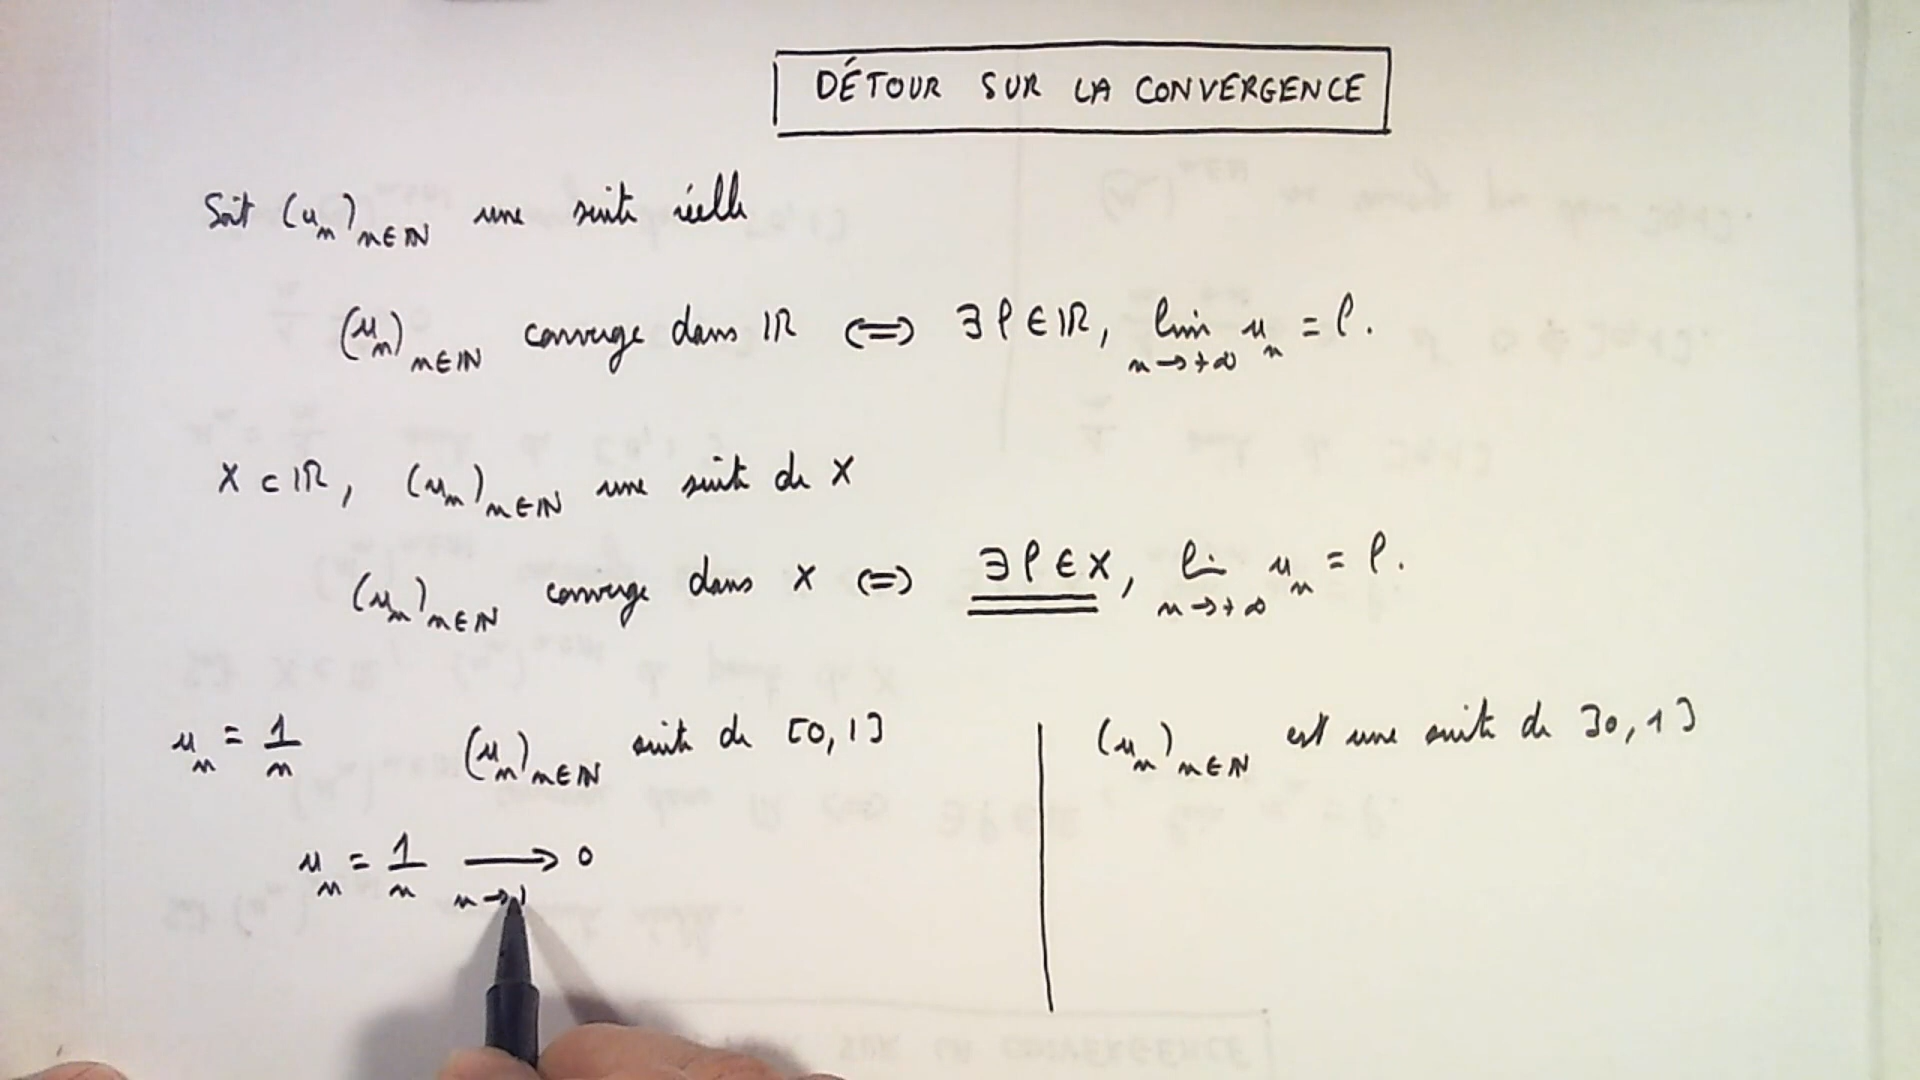 DÉTOUR SUR LA CONVERGENCE
Soit (u_n)_{n∈ℕ} une suite réelle
(u_n)_{n∈ℕ} converge dans ℝ ⟺ ∃ℓ∈ℝ, lim_{n→+∞} u_n = ℓ.
X ⊂ ℝ, (u_n)_{n∈ℕ} une suite de X
(u_n)_{n∈ℕ} converge dans X ⟺ ∃ℓ∈X, lim_{n→+∞} u_n = ℓ.
u_n = 1/n (u_n)_{n∈ℕ} suite de [0,1]
u_n = 1/n ⟶ 0
n→
(u_n)_{n∈ℕ} est une suite de ]0,1]